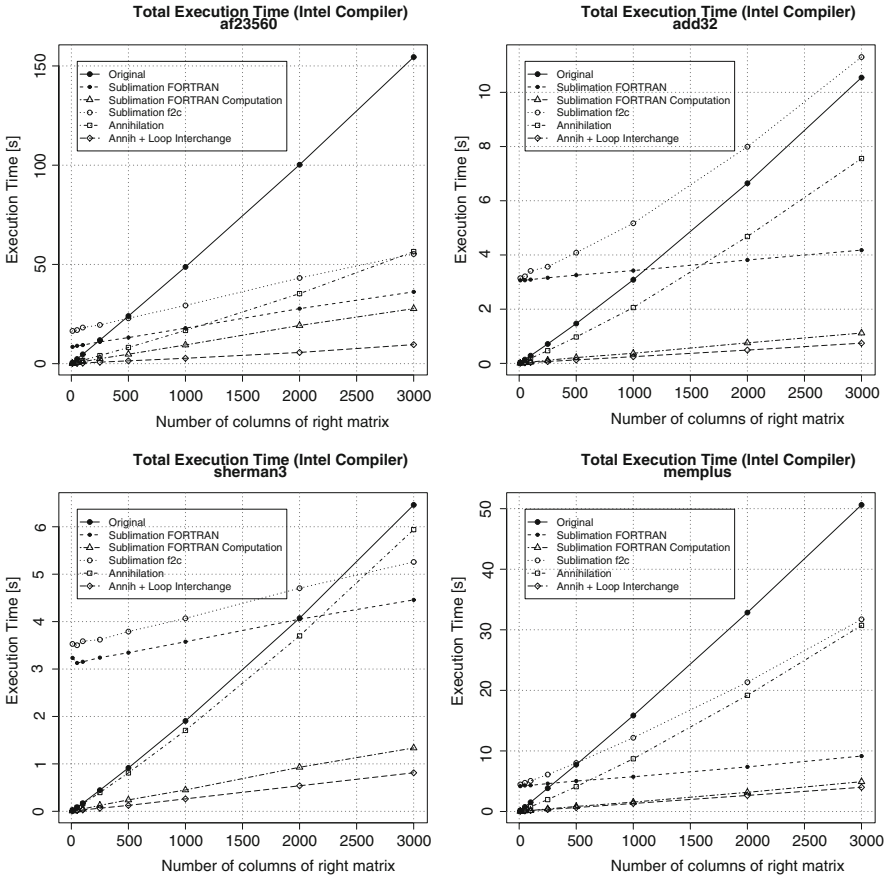 Total Execution Time (Intel Compiler)
af23560
Execution Time [s]
150
100
50
0
Original
Sublimation FORTRAN
Sublimation FORTRAN Computation
Sublimation f2c
Annihilation
Annih + Loop Interchange
0 500 1000 1500 2000 2500 3000
Number of columns of right matrix
Total Execution Time (Intel Compiler)
add32
Execution Time [s]
10
8
6
4
2
0
Original
Sublimation FORTRAN
Sublimation FORTRAN Computation
Sublimation f2c
Annihilation
Annih + Loop Interchange
0 500 1000 1500 2000 2500 3000
Number of columns of right matrix
Total Execution Time (Intel Compiler)
sherman3
Execution Time [s]
6
5
4
3
2
1
0
Original
Sublimation FORTRAN
Sublimation FORTRAN Computation
Sublimation f2c
Annihilation
Annih + Loop Interchange
0 500 1000 1500 2000 2500 3000
Number of columns of right matrix
Total Execution Time (Intel Compiler)
memplus
Execution Time [s]
50
40
30
20
10
0
Original
Sublimation FORTRAN
Sublimation FORTRAN Computation
Sublimation f2c
Annihilation
Annih + Loop Interchange
0 500 1000 1500 2000 2500 3000
Number of columns of right matrix